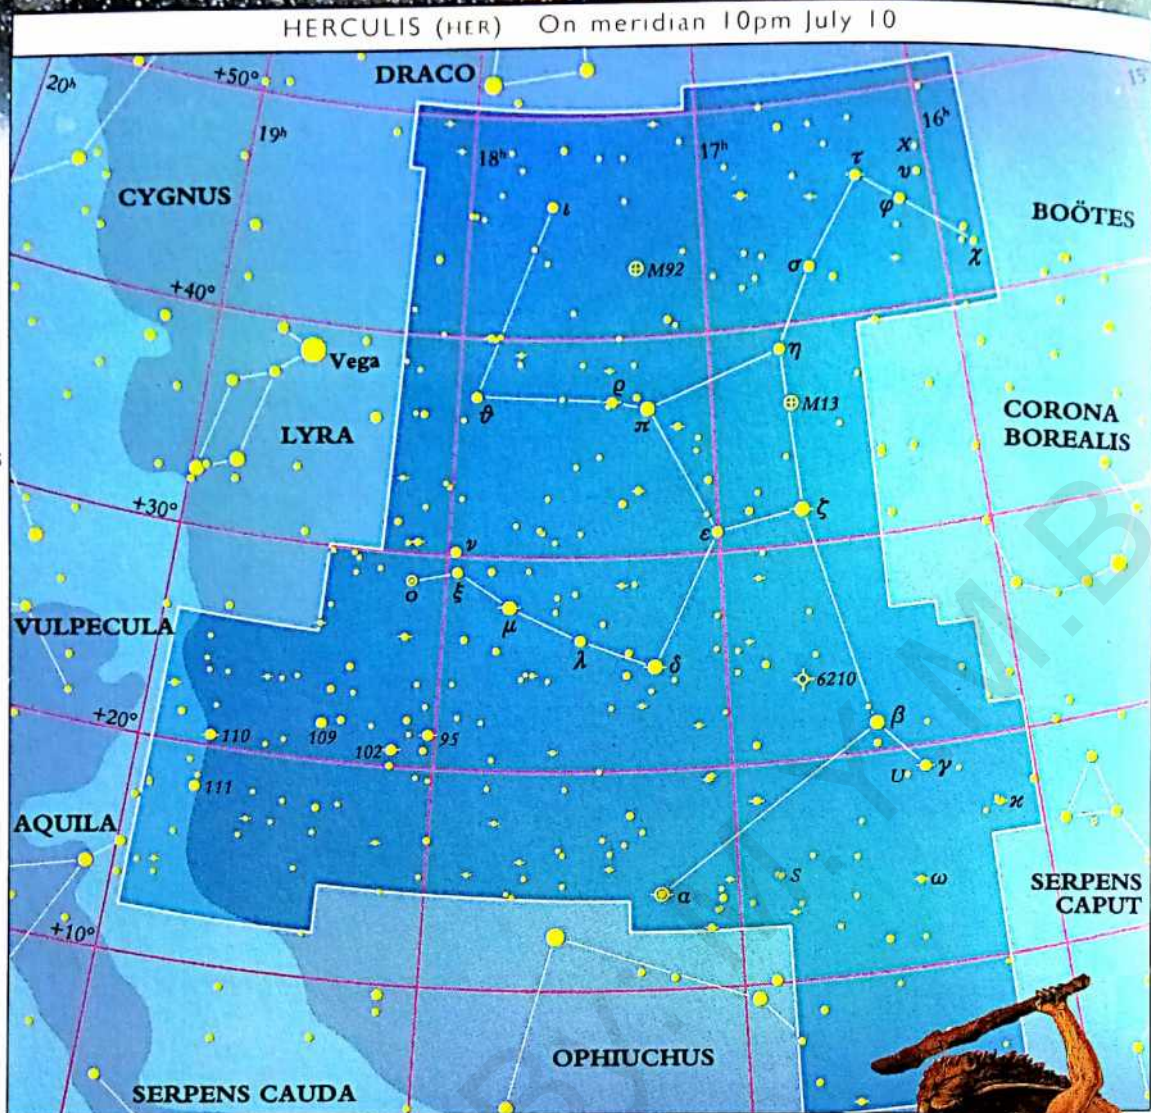 HERCULIS (HER) On meridian 10pm July 10
20h
+50°
DRACO
15
19h
18h
17h
16h
χ
υ
τ
φ
χ
CYGNUS
ι
BOÖTES
M92
σ
+40°
Vega
η
ϑ
ϱ
π
M13
CORONA
BOREALIS
LYRA
+30°
ε
ζ
ν
ο
ξ
μ
λ
δ
VULPECULA
6210
+20°
110
109
102
95
β
υ
γ
111
ϰ
AQUILA
α
S
ω
SERPENS
CAPUT
+10°
OPHIUCHUS
SERPENS CAUDA
Y.M.B